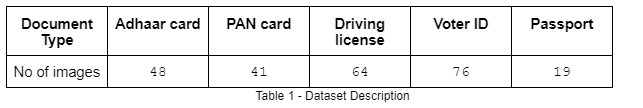 Document Type Adhaar card PAN card Driving license Voter ID Passport
No of images 48 41 64 76 19
Table 1 - Dataset Description